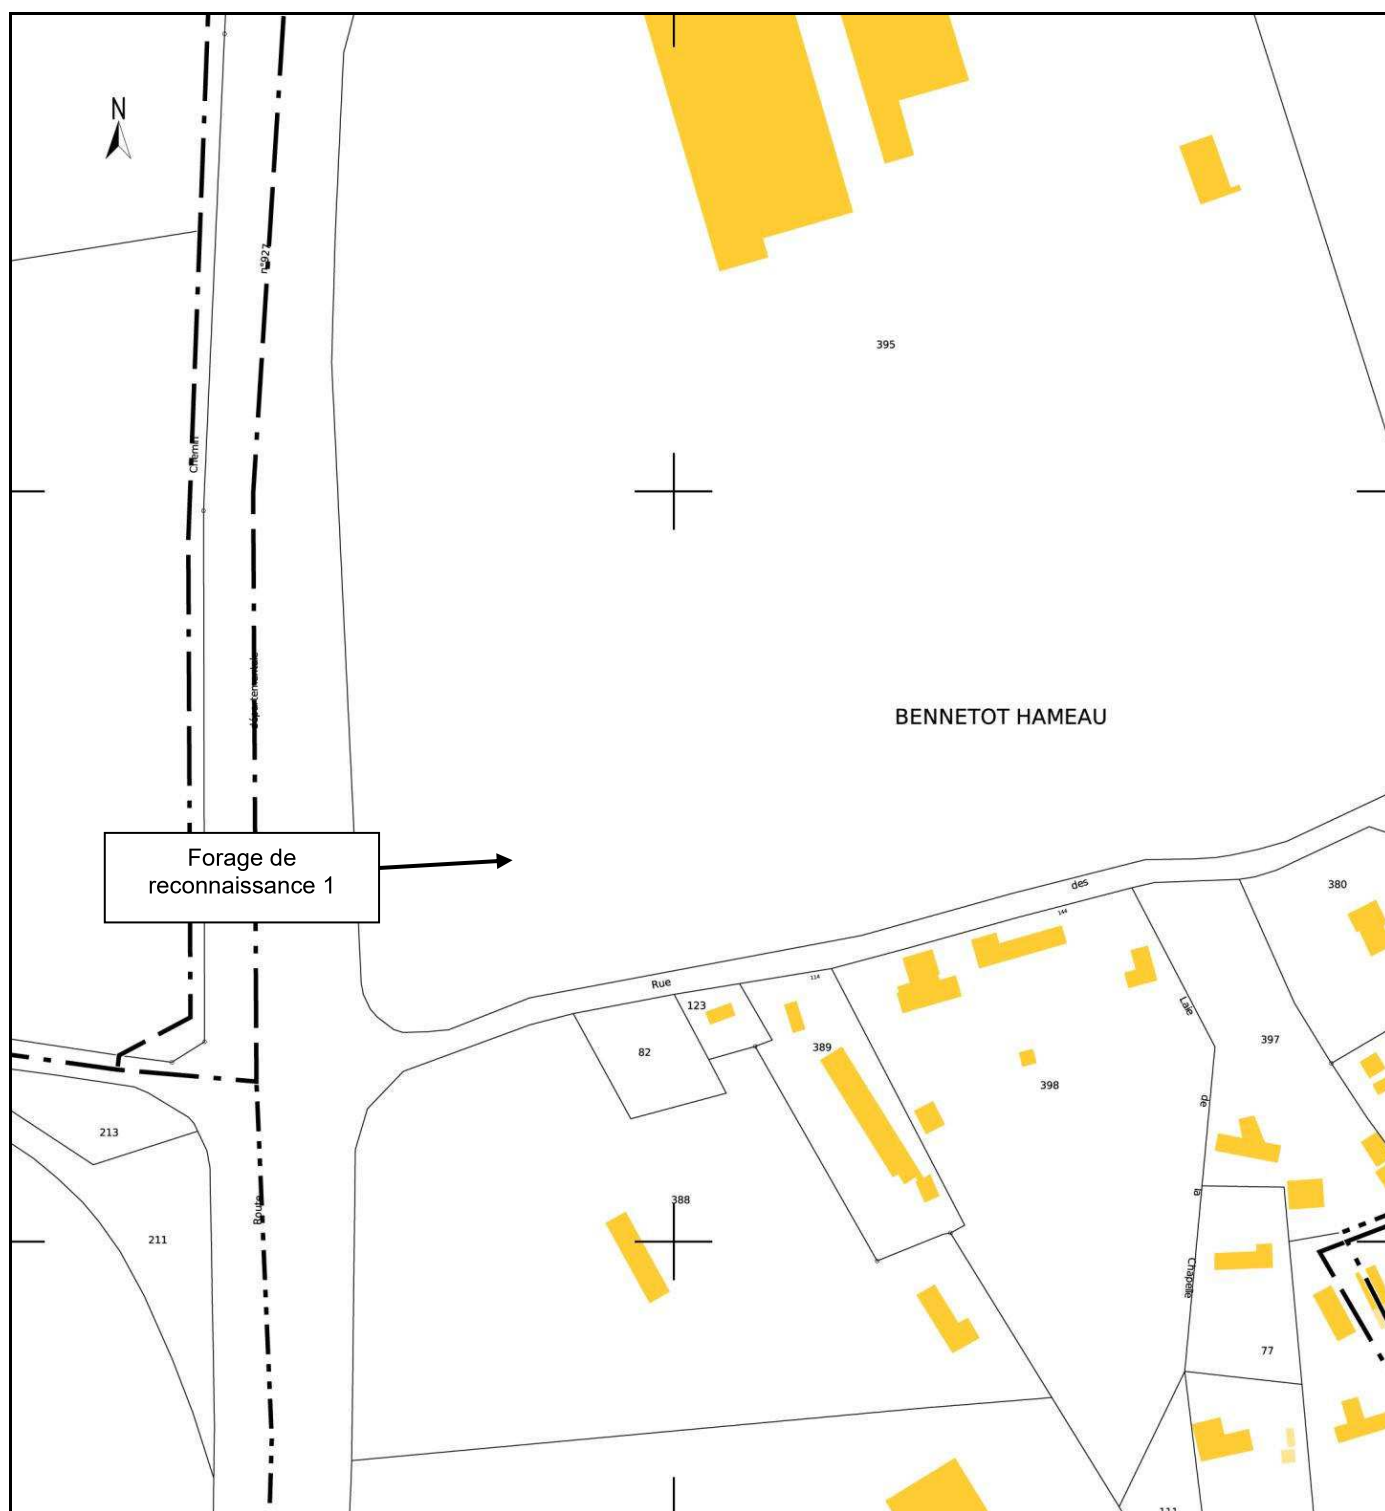 N
n°927
395
Chemin
départementale
BENNETOT HAMEAU
Forage de
reconnaissance 1
des
380
144
Rue
114
123
82
389
Laie
397
398
de
213
la
388
Route
211
Chapelle
77
111